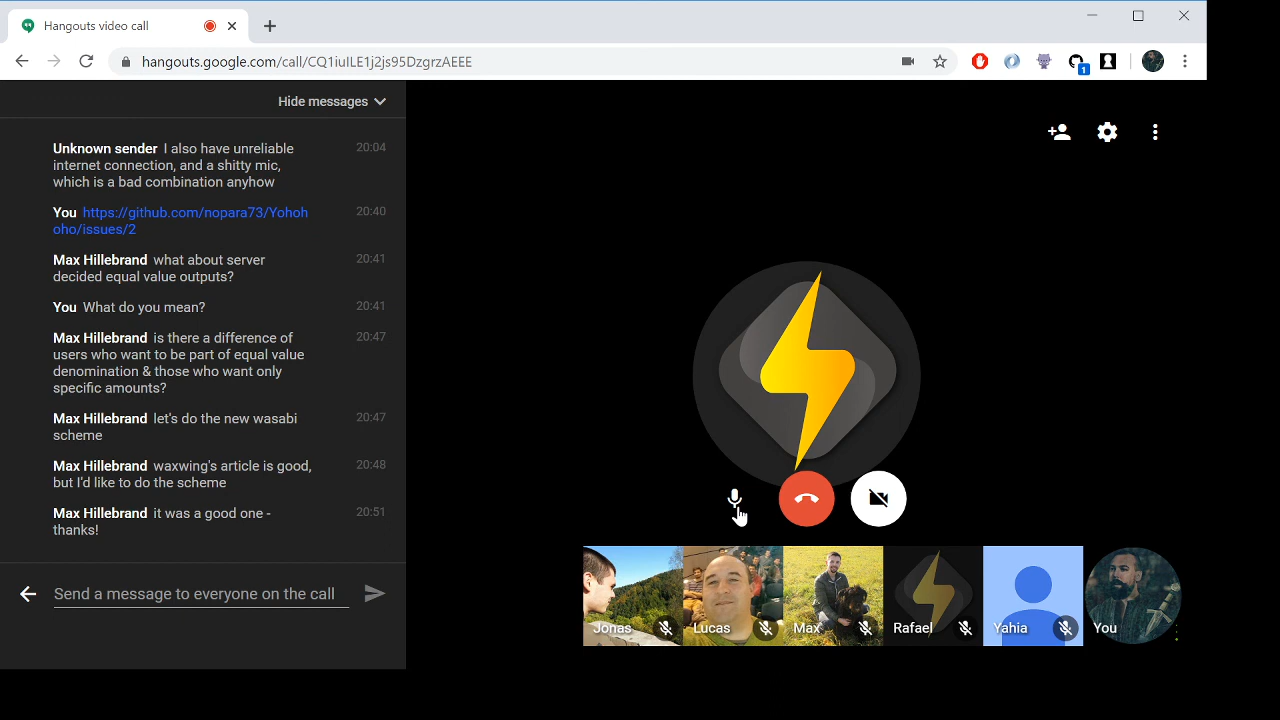 Hangouts video call
hangouts.google.com/call/CQ1iulLE1j2js95DzgrzAEEE
1
Hide messages
Unknown sender I also have unreliable 20:04
internet connection, and a shitty mic,
which is a bad combination anyhow
You https://github.com/nopara73/Yohoh 20:40
oho/issues/2
Max Hillebrand what about server 20:41
decided equal value outputs?
You What do you mean? 20:41
Max Hillebrand is there a difference of 20:47
users who want to be part of equal value
denomination & those who want only
specific amounts?
Max Hillebrand let's do the new wasabi 20:47
scheme
Max Hillebrand waxwing's article is good, 20:48
but I'd like to do the scheme
Max Hillebrand it was a good one - 20:51
thanks!
Send a message to everyone on the call
Jonas Lucas Max Rafael Yahia You